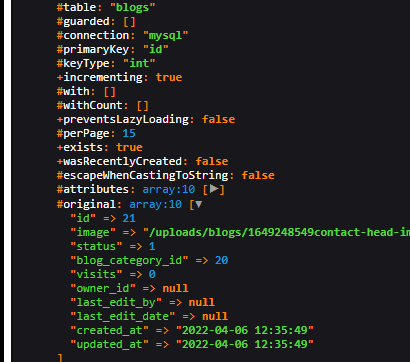 #table: "blogs"
#guarded: []
#connection: "mysql"
#primaryKey: "id"
#keyType: "int"
+incrementing: true
#with: []
#withCount: []
+preventsLazyLoading: false
#perPage: 15
+exists: true
+wasRecentlyCreated: false
#escapeWhenCastingToString: false
#attributes: array:10 [▶]
#original: array:10 [▼
"id" => 21
"image" => "/uploads/blogs/1649248549contact-head-im
"status" => 1
"blog_category_id" => 20
"visits" => 0
"owner_id" => null
"last_edit_by" => null
"last_edit_date" => null
"created_at" => "2022-04-06 12:35:49"
"updated_at" => "2022-04-06 12:35:49"
]